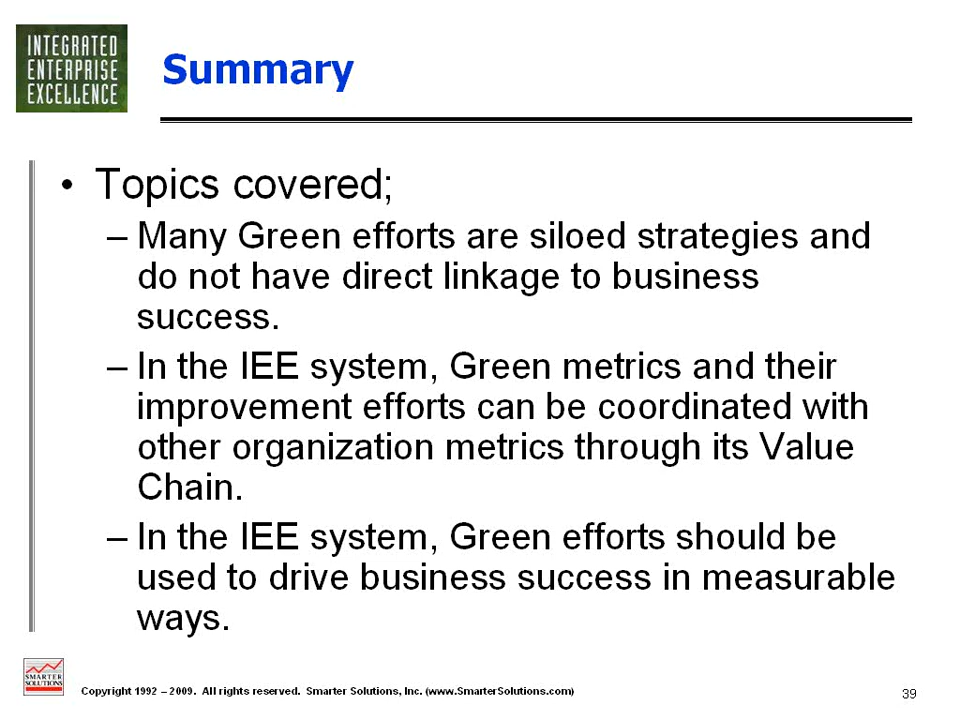 INTEGRATED
ENTERPRISE
EXCELLENCE
Summary
• Topics covered;
– Many Green efforts are siloed strategies and
do not have direct linkage to business
success.
– In the IEE system, Green metrics and their
improvement efforts can be coordinated with
other organization metrics through its Value
Chain.
– In the IEE system, Green efforts should be
used to drive business success in measurable
ways.
SMARTER
SOLUTIONS
Copyright 1992 – 2009. All rights reserved. Smarter Solutions, Inc. (www.SmarterSolutions.com)
39